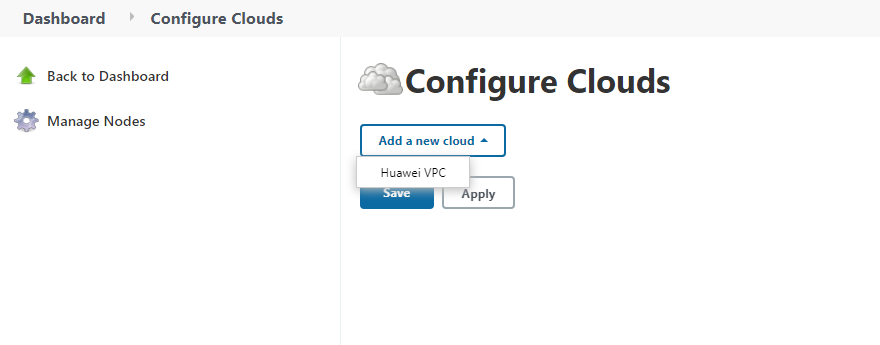 Dashboard Configure Clouds
Back to Dashboard
Manage Nodes
Configure Clouds
Add a new cloud
Huawei VPC
Save Apply